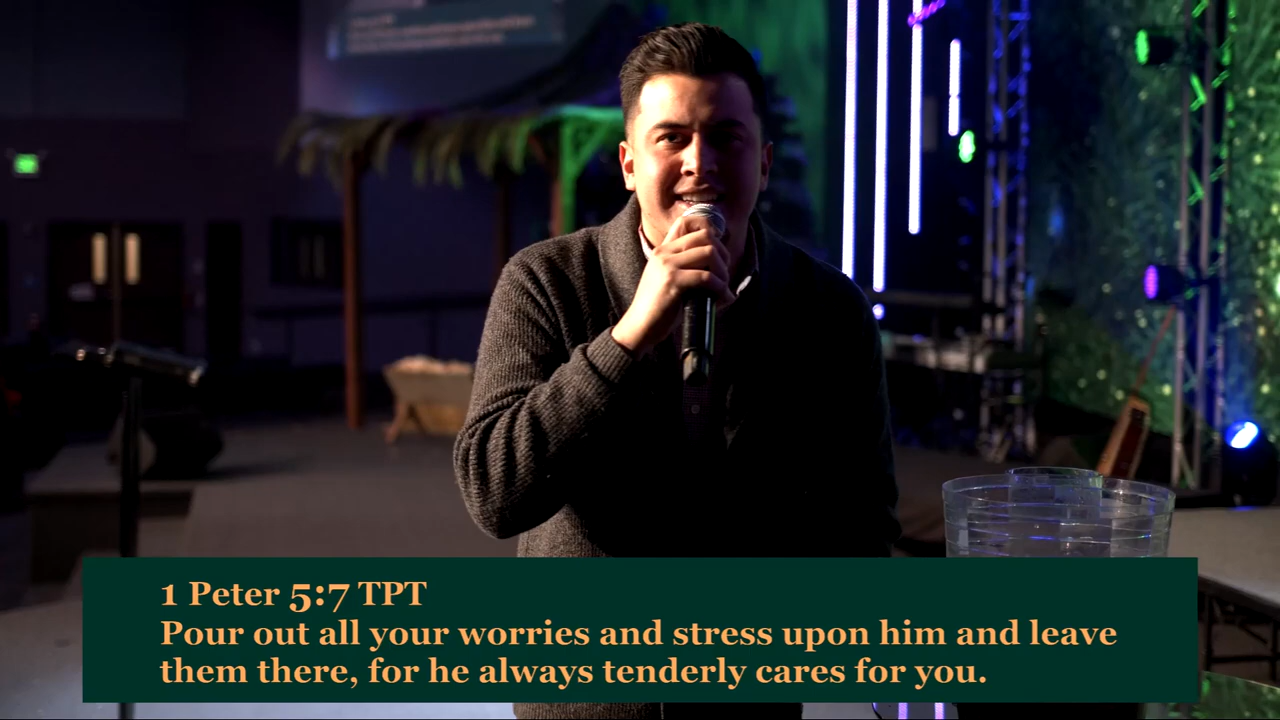 1 Peter 5:7 TPT
Pour out all your worries and stress upon him and leave
them there, for he always tenderly cares for you.